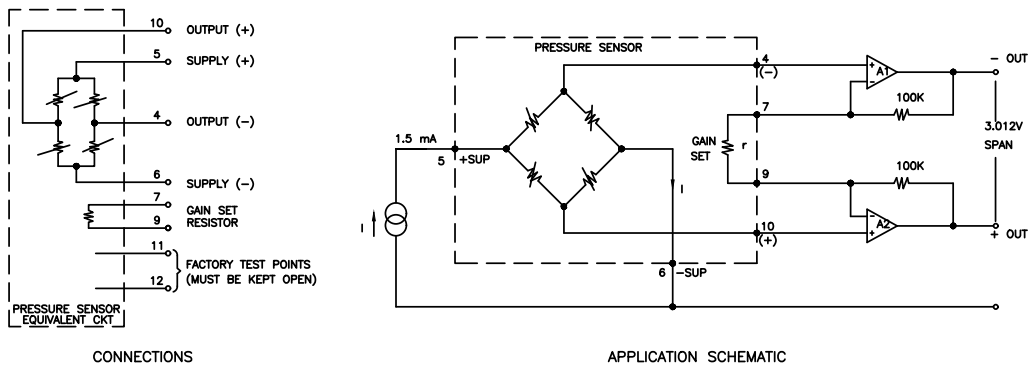 10 OUTPUT (+)
5 SUPPLY (+)
4 OUTPUT (-)
6 SUPPLY (-)
7 GAIN SET
9 RESISTOR
11 FACTORY TEST POINTS
12 (MUST BE KEPT OPEN)
PRESSURE SENSOR
EQUIVALENT CKT
CONNECTIONS
PRESSURE SENSOR
1.5 mA
5 +SUP
I
I
4
(-)
7
GAIN
SET
r
9
10
(+)
6 -SUP
+
A1
-
100K
100K
-
A2
+
- OUT
3.012V
SPAN
+ OUT
APPLICATION SCHEMATIC